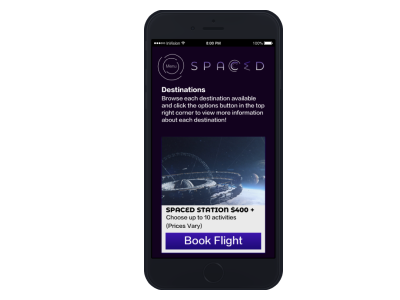 9:00 PM
100%
Menu
SPACED
Destinations
Browse each destination available
and click the options button in the top
right corner to view more information
about each destination!
SPACED STATION $400 +
Choose up to 10 activities
(Prices Vary)
Book Flight